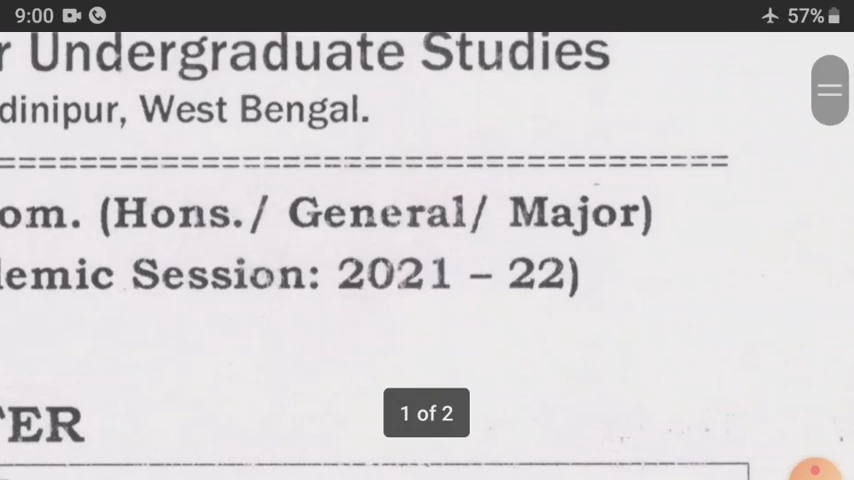 9:00
57%
r Undergraduate Studies
dinipur, West Bengal.
==========================================
om. (Hons./ General/ Major)
demic Session: 2021 – 22)
TER
1 of 2